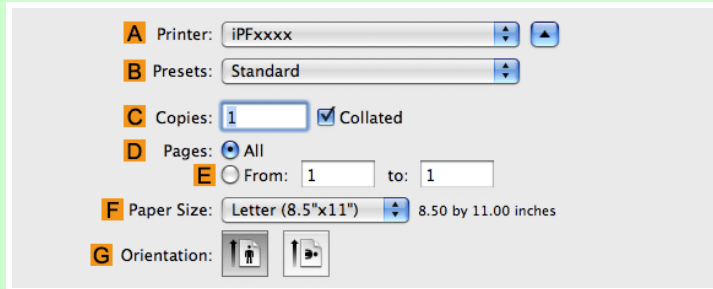 A Printer: iPFxxxx
B Presets: Standard
C Copies: 1 Collated
D Pages: All
E From: 1 to: 1
F Paper Size: Letter (8.5"x11") 8.50 by 11.00 inches
G Orientation: